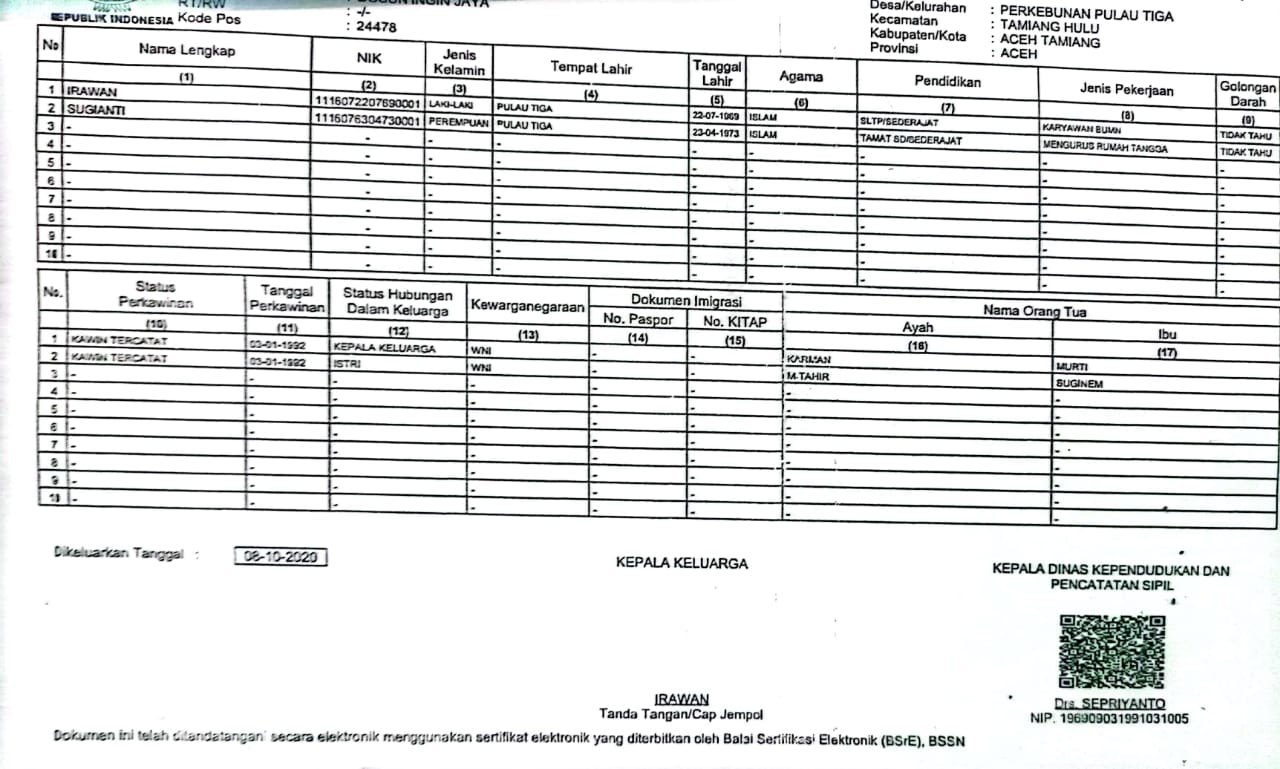 RT/RW : -/-
REPUBLIK INDONESIA Kode Pos : 24478
Desa/Kelurahan : PERKEBUNAN PULAU TIGA
Kecamatan : TAMIANG HULU
Kabupaten/Kota : ACEH TAMIANG
Provinsi : ACEH
No Nama Lengkap NIK Jenis Kelamin Tempat Lahir Tanggal Lahir Agama Pendidikan Jenis Pekerjaan Golongan Darah
(1) (2) (3) (4) (5) (6) (7) (8) (9)
1 IRAWAN 1116072207690001 LAKI-LAKI PULAU TIGA 22-07-1969 ISLAM SLTP/SEDERAJAT KARYAWAN BUMN TIDAK TAHU
2 SUGIANTI 1116076304730001 PEREMPUAN PULAU TIGA 23-04-1973 ISLAM TAMAT SD/SEDERAJAT MENGURUS RUMAH TANGGA TIDAK TAHU
3 - - - - - - - - -
4 - - - - - - - - -
5 - - - - - - - - -
6 - - - - - - - - -
7 - - - - - - - - -
8 - - - - - - - - -
9 - - - - - - - - -
10 - - - - - - - - -
No. Status Perkawinan Tanggal Perkawinan Status Hubungan Dalam Keluarga Kewarganegaraan Dokumen Imigrasi Nama Orang Tua
No. Paspor No. KITAP Ayah Ibu
(10) (11) (12) (13) (14) (15) (16) (17)
1 KAWIN TERCATAT 03-01-1992 KEPALA KELUARGA WNI - - KARMAN MURTI
2 KAWIN TERCATAT 03-01-1992 ISTRI WNI - - M-TAHIR SUGINEM
3 - - - - - - - -
4 - - - - - - - -
5 - - - - - - - -
6 - - - - - - - -
7 - - - - - - - -
8 - - - - - - - -
9 - - - - - - - -
10 - - - - - - - -
Dikeluarkan Tanggal : 08-10-2020
KEPALA KELUARGA
KEPALA DINAS KEPENDUDUKAN DAN
PENCATATAN SIPIL
IRAWAN
Tanda Tangan/Cap Jempol
Drs. SEPRIYANTO
NIP. 196909031991031005
Dokumen ini telah ditandatangani secara elektronik menggunakan sertifikat elektronik yang diterbitkan oleh Balai Sertifikasi Elektronik (BSrE), BSSN